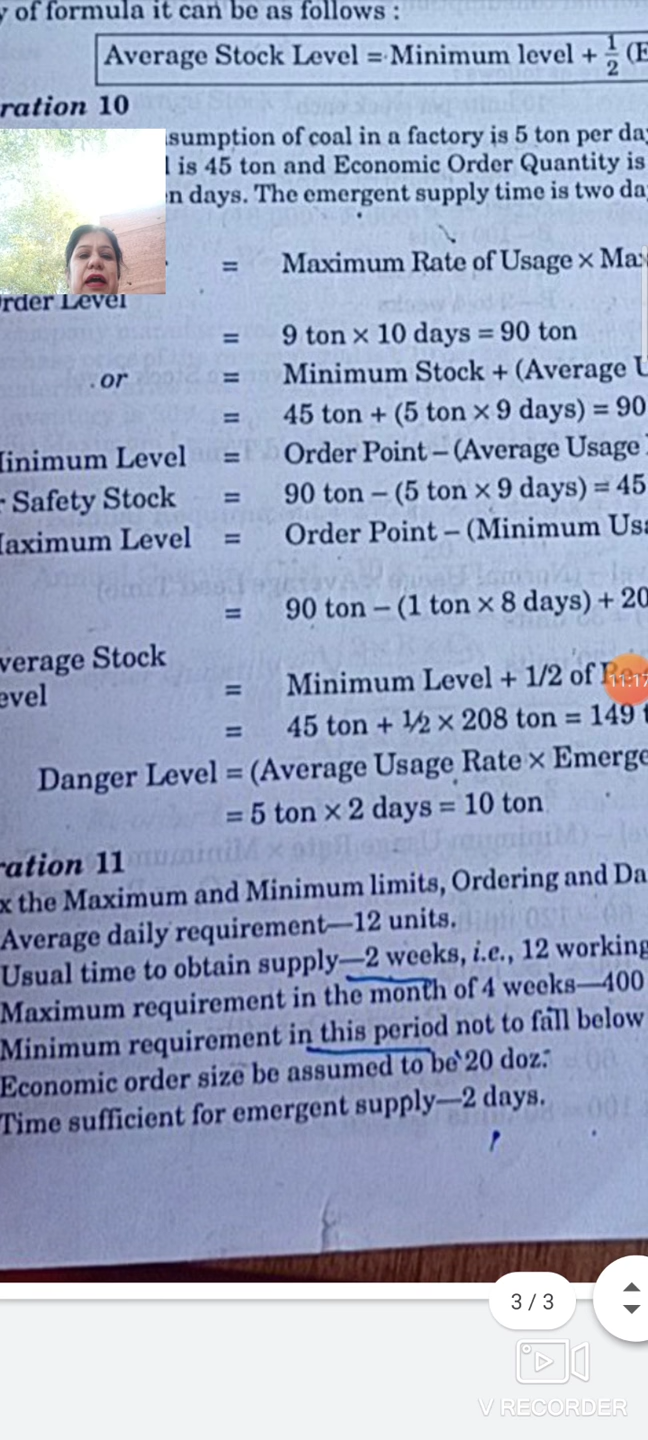 of formula it can be as follows :
Average Stock Level = Minimum level + 1/2 (E
ration 10
sumption of coal in a factory is 5 ton per day
l is 45 ton and Economic Order Quantity is
n days. The emergent supply time is two da
= Maximum Rate of Usage × Max
rder Level
= 9 ton × 10 days = 90 ton
or = Minimum Stock + (Average U
= 45 ton + (5 ton × 9 days) = 90
inimum Level = Order Point – (Average Usage
r Safety Stock = 90 ton – (5 ton × 9 days) = 45
aximum Level = Order Point – (Minimum Usa
= 90 ton – (1 ton × 8 days) + 20
verage Stock
evel = Minimum Level + 1/2 of
11:17
= 45 ton + ½ × 208 ton = 149 t
Danger Level = (Average Usage Rate × Emerge
= 5 ton × 2 days = 10 ton
ration 11
x the Maximum and Minimum limits, Ordering and Da
Average daily requirement—12 units.
Usual time to obtain supply—2 weeks, i.e., 12 working
Maximum requirement in the month of 4 weeks—400
Minimum requirement in this period not to fall below
Economic order size be assumed to be 20 doz.
Time sufficient for emergent supply—2 days.
3 / 3
V RECORDER